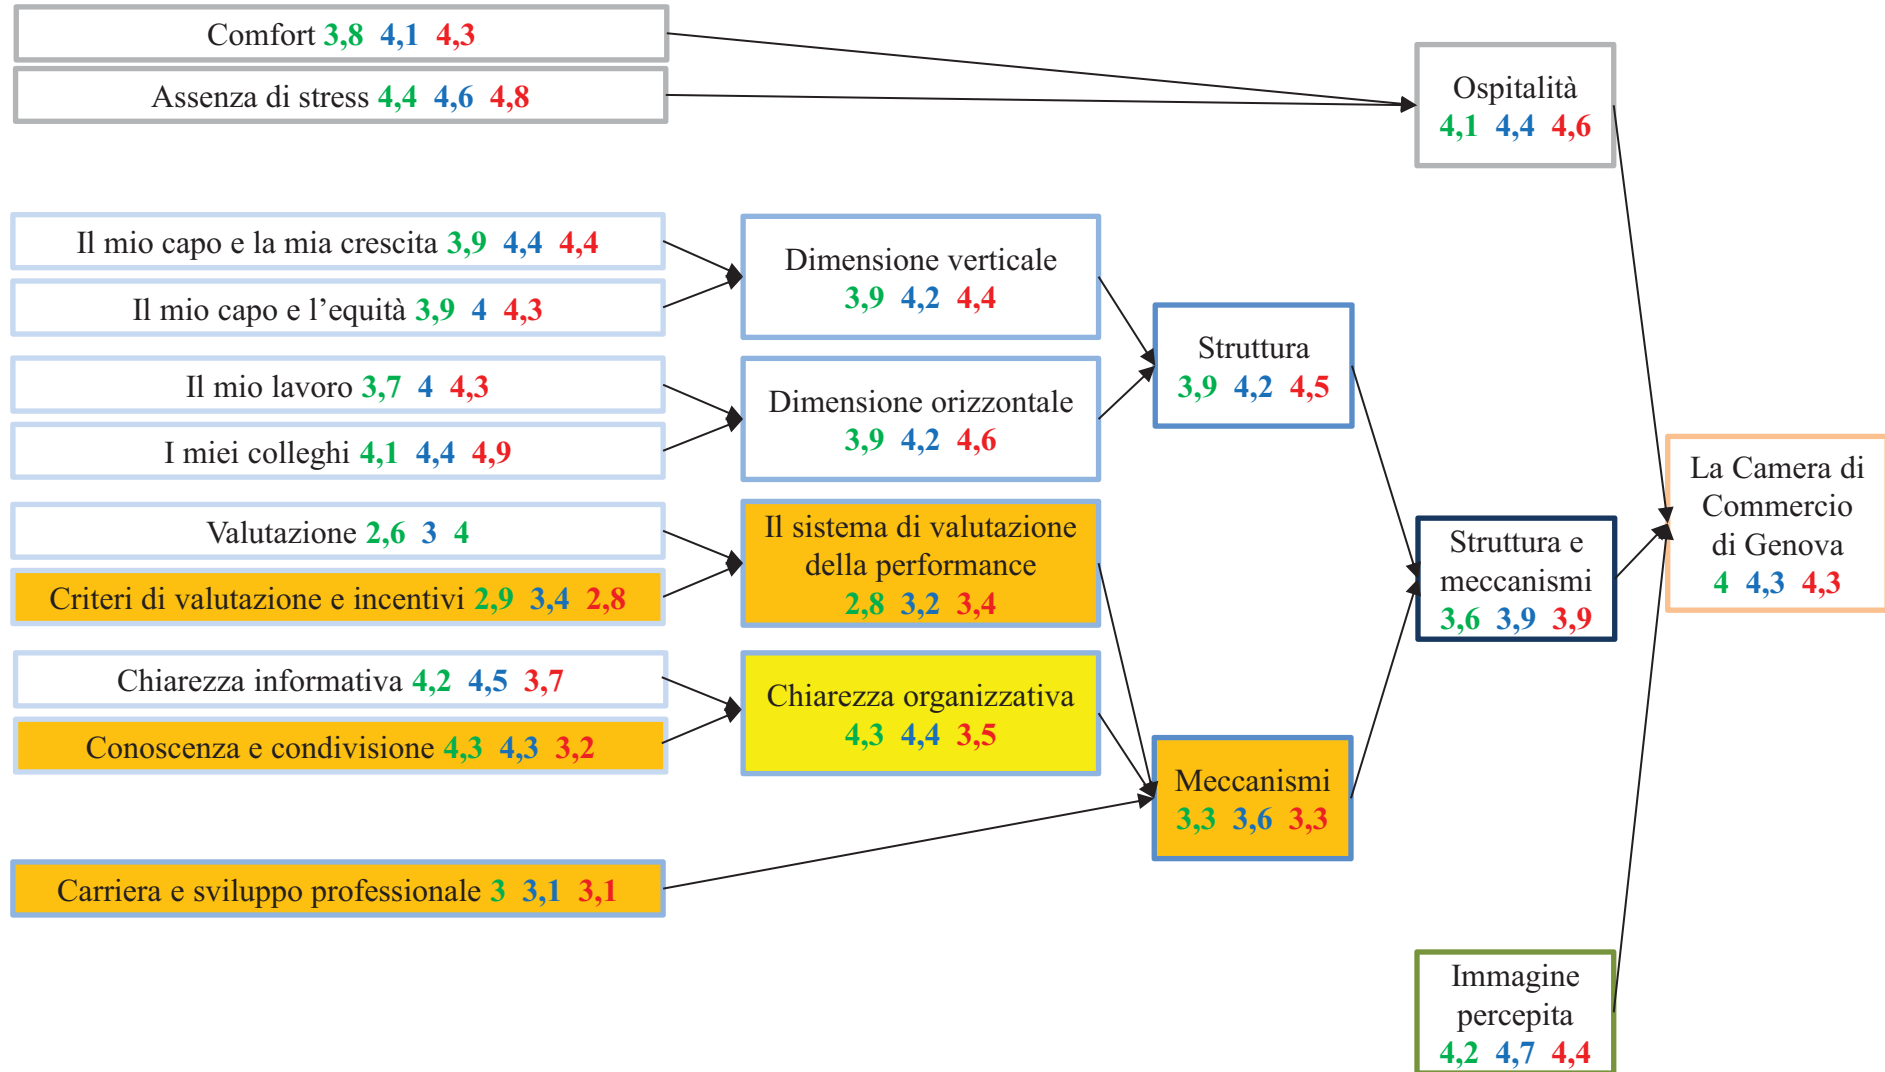 Comfort 3,8 4,1 4,3
Assenza di stress 4,4 4,6 4,8
Ospitalità
4,1 4,4 4,6
Il mio capo e la mia crescita 3,9 4,4 4,4
Il mio capo e l’equità 3,9 4 4,3
Dimensione verticale
3,9 4,2 4,4
Il mio lavoro 3,7 4 4,3
I miei colleghi 4,1 4,4 4,9
Dimensione orizzontale
3,9 4,2 4,6
Struttura
3,9 4,2 4,5
Valutazione 2,6 3 4
Criteri di valutazione e incentivi 2,9 3,4 2,8
Il sistema di valutazione
della performance
2,8 3,2 3,4
Chiarezza informativa 4,2 4,5 3,7
Conoscenza e condivisione 4,3 4,3 3,2
Chiarezza organizzativa
4,3 4,4 3,5
Carriera e sviluppo professionale 3 3,1 3,1
Meccanismi
3,3 3,6 3,3
Struttura e
meccanismi
3,6 3,9 3,9
Immagine
percepita
4,2 4,7 4,4
La Camera di
Commercio
di Genova
4 4,3 4,3